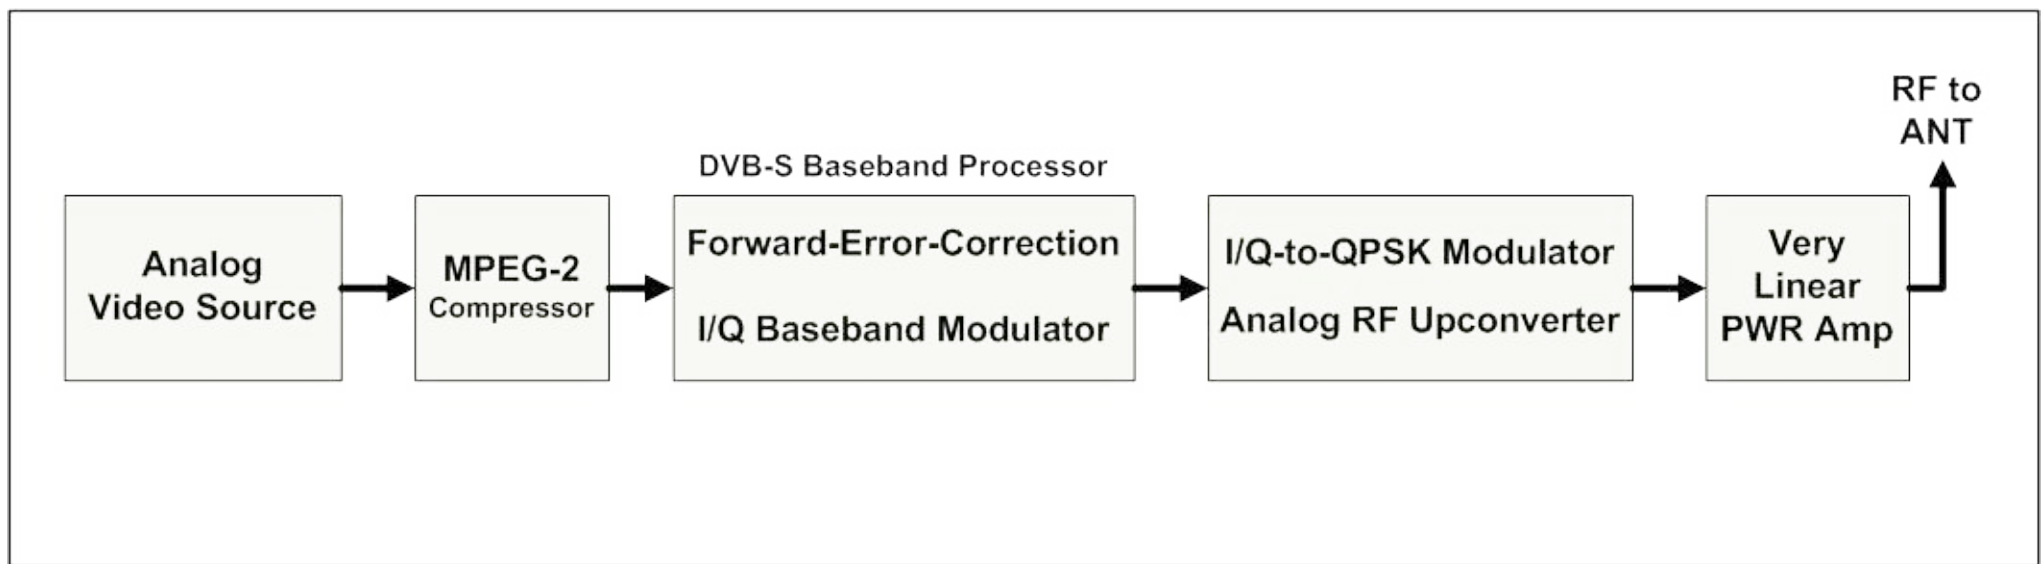 RF to
ANT
DVB-S Baseband Processor
Analog
Video Source
MPEG-2
Compressor
Forward-Error-Correction
I/Q Baseband Modulator
I/Q-to-QPSK Modulator
Analog RF Upconverter
Very
Linear
PWR Amp